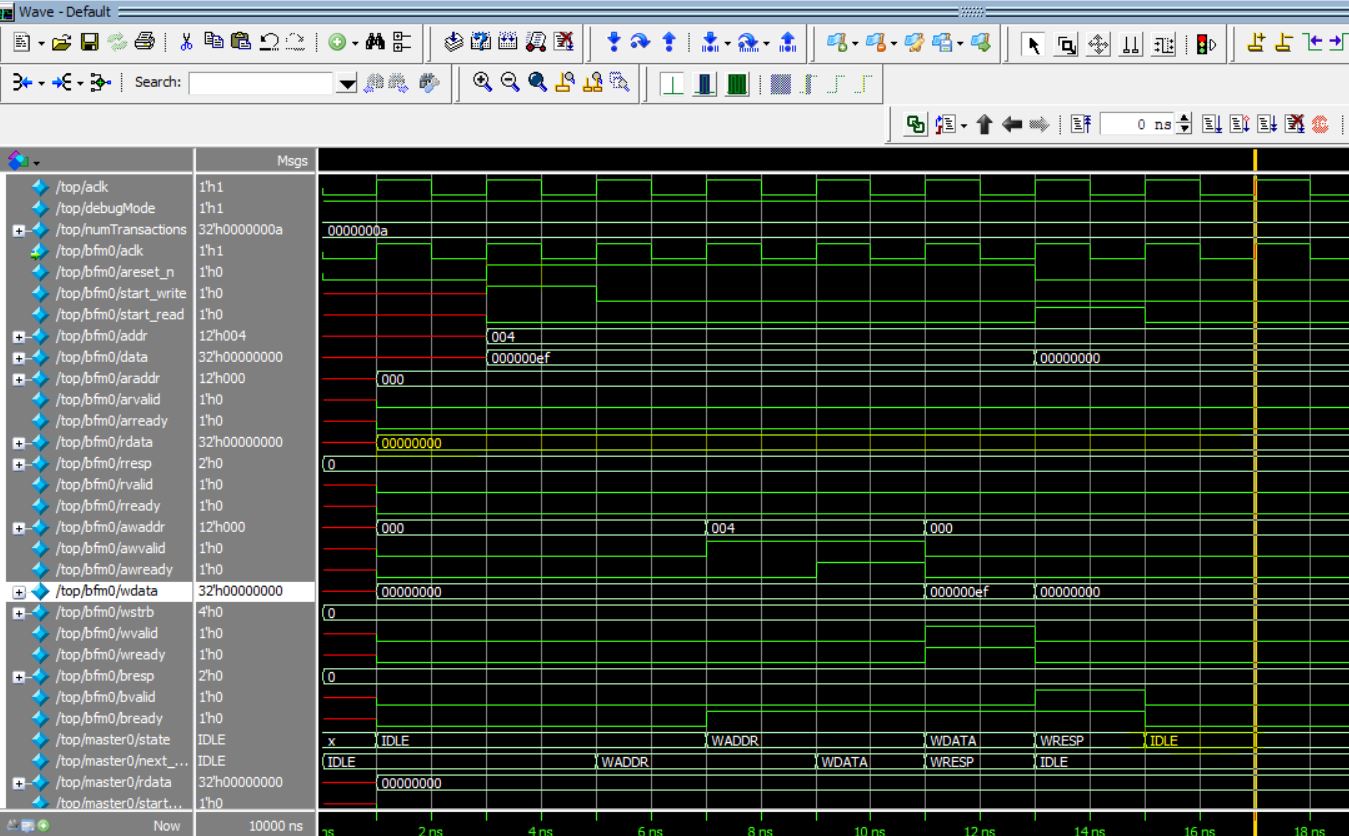 Wave - Default
Search:
0 ns
Msgs
/top/aclk 1'h1
/top/debugMode 1'h1
/top/numTransactions 32'h0000000a 0000000a
/top/bfm0/aclk 1'h1
/top/bfm0/areset_n 1'h0
/top/bfm0/start_write 1'h0
/top/bfm0/start_read 1'h0
/top/bfm0/addr 12'h004 004
/top/bfm0/data 32'h00000000 000000ef 00000000
/top/bfm0/araddr 12'h000 000
/top/bfm0/arvalid 1'h0
/top/bfm0/arready 1'h0
/top/bfm0/rdata 32'h00000000 00000000
/top/bfm0/rresp 2'h0 0
/top/bfm0/rvalid 1'h0
/top/bfm0/rready 1'h0
/top/bfm0/awaddr 12'h000 000 004 000
/top/bfm0/awvalid 1'h0
/top/bfm0/awready 1'h0
/top/bfm0/wdata 32'h00000000 00000000 000000ef 00000000
/top/bfm0/wstrb 4'h0 0
/top/bfm0/wvalid 1'h0
/top/bfm0/wready 1'h0
/top/bfm0/bresp 2'h0 0
/top/bfm0/bvalid 1'h0
/top/bfm0/bready 1'h0
/top/master0/state IDLE x IDLE WADDR WDATA WRESP IDLE
/top/master0/next_... IDLE IDLE WADDR WDATA WRESP IDLE
/top/master0/rdata 32'h00000000 00000000
/top/master0/start... 1'h0
Now 10000 ns ns 2 ns 4 ns 6 ns 8 ns 10 ns 12 ns 14 ns 16 ns 18 ns